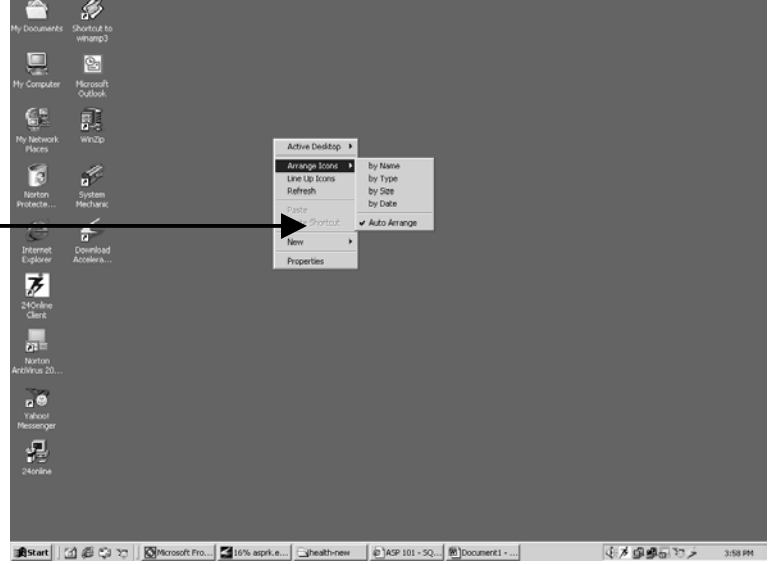 My Documents
Shortcut to
winamp3
My Computer
Microsoft
Outlook
My Network
Places
WinZip
Norton
Protecte...
System
Mechanic
Internet
Explorer
Download
Accelera...
24Online
Client
Norton
AntiVirus 20...
Yahoo!
Messenger
24online
Active Desktop
Arrange Icons
Line Up Icons
Refresh
Paste
Shortcut
New
Properties
by Name
by Type
by Size
by Date
Auto Arrange
Start
Microsoft Fro...
16% asprk.e...
jhealth-new
ASP 101 - SQ...
Document1 - ...
3:58 PM